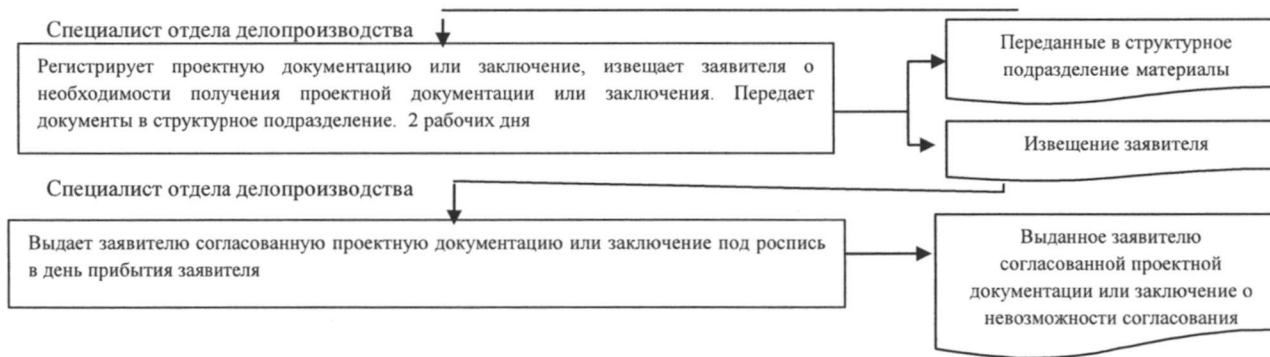 Специалист отдела делопроизводства
Регистрирует проектную документацию или заключение, извещает заявителя о
необходимости получения проектной документации или заключения. Передает
документы в структурное подразделение. 2 рабочих дня
Переданные в структурное
подразделение материалы
Извещение заявителя
Специалист отдела делопроизводства
Выдает заявителю согласованную проектную документацию или заключение под роспись
в день прибытия заявителя
Выданное заявителю
согласованной проектной
документации или заключение о
невозможности согласования